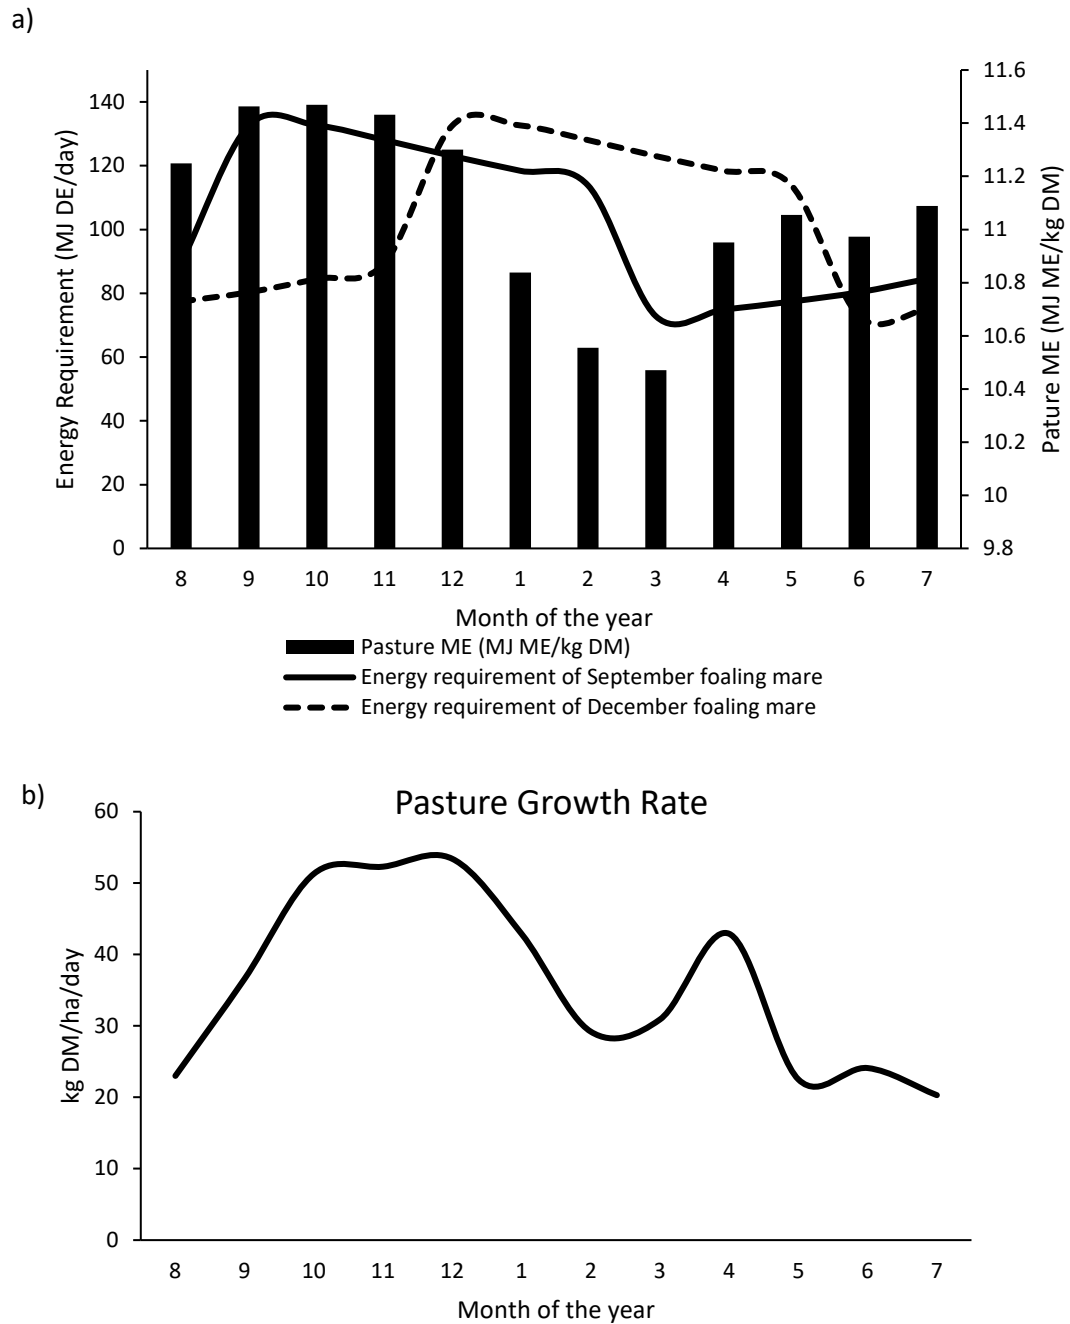 a)
Energy Requirement (MJ DE/day)
140
120
100
80
60
40
20
0
11.6
11.4
11.2
11
10.8
10.6
10.4
10.2
10
9.8
Pature ME (MJ ME/kg DM)
8 9 10 11 12 1 2 3 4 5 6 7
Month of the year
Pasture ME (MJ ME/kg DM)
Energy requirement of September foaling mare
Energy requirement of December foaling mare
b)
Pasture Growth Rate
kg DM/ha/day
60
50
40
30
20
10
0
8 9 10 11 12 1 2 3 4 5 6 7
Month of the year